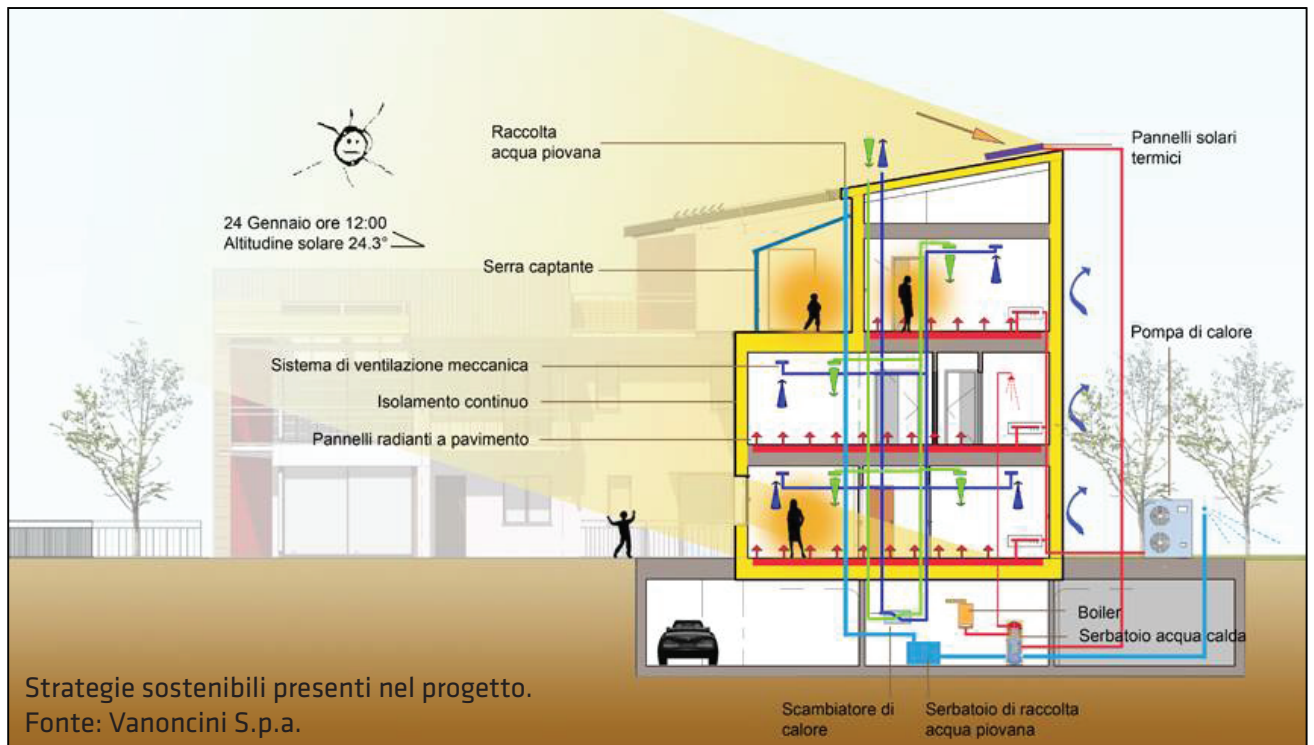 Raccolta
acqua piovana
Pannelli solari
termici
24 Gennaio ore 12:00
Altitudine solare 24.3°
Serra captante
Pompa di calore
Sistema di ventilazione meccanica
Isolamento continuo
Pannelli radianti a pavimento
Boiler
Serbatoio acqua calda
Strategie sostenibili presenti nel progetto.
Fonte: Vanoncini S.p.a.
Scambiatore di
calore
Serbatoio di raccolta
acqua piovana